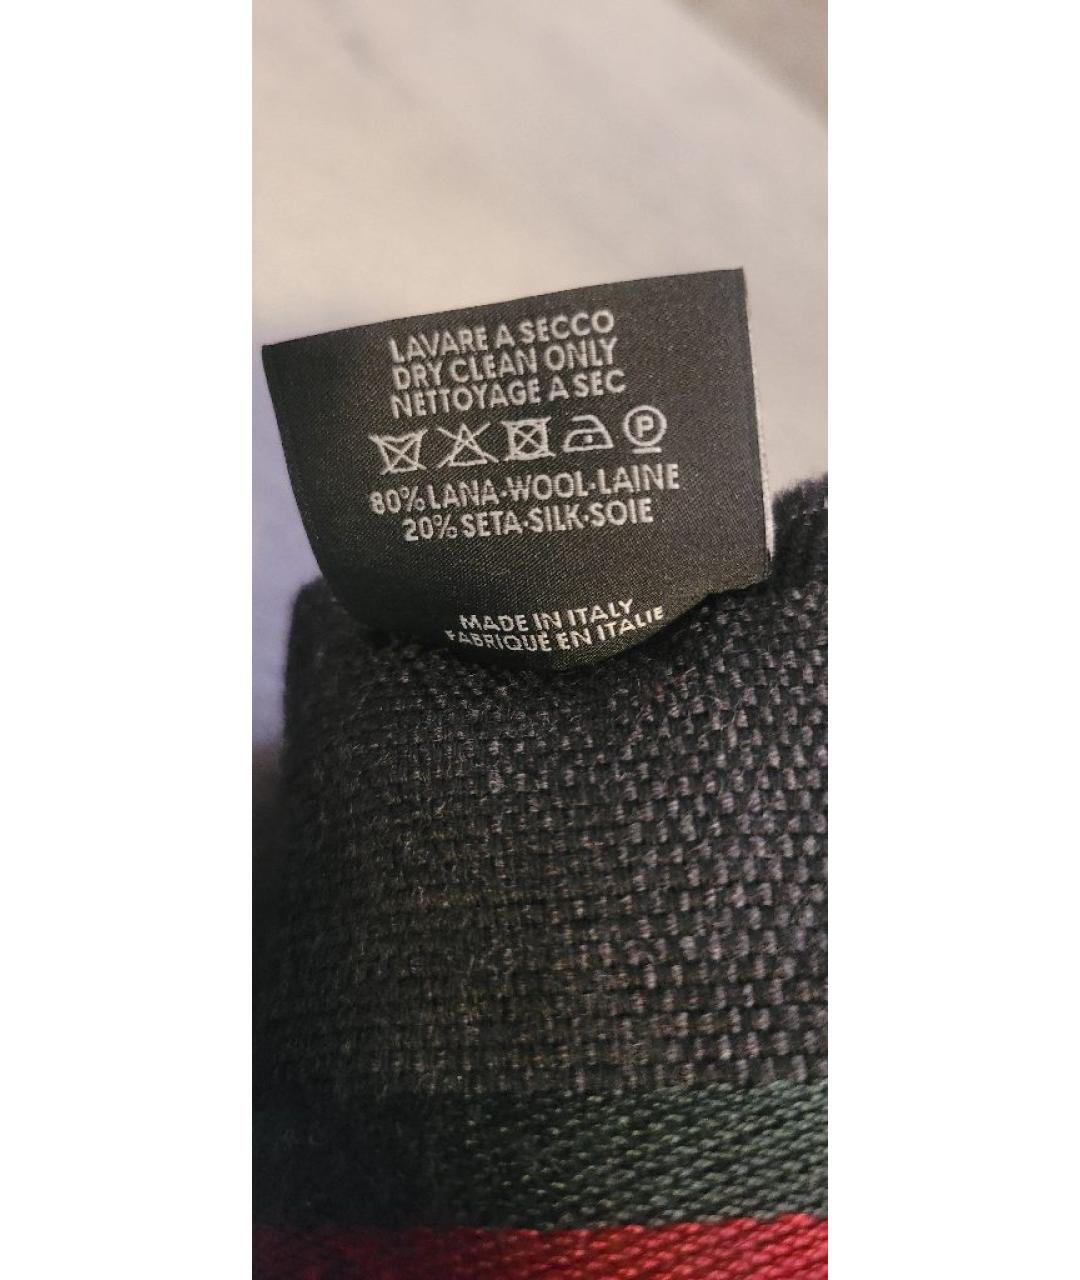 LAVARE A SECCO
DRY CLEAN ONLY
NETTOYAGE A SEC
P
80% LANA·WOOL·LAINE
20% SETA·SILK·SOIE
MADE IN ITALY
FABRIQUÉ EN ITALIE